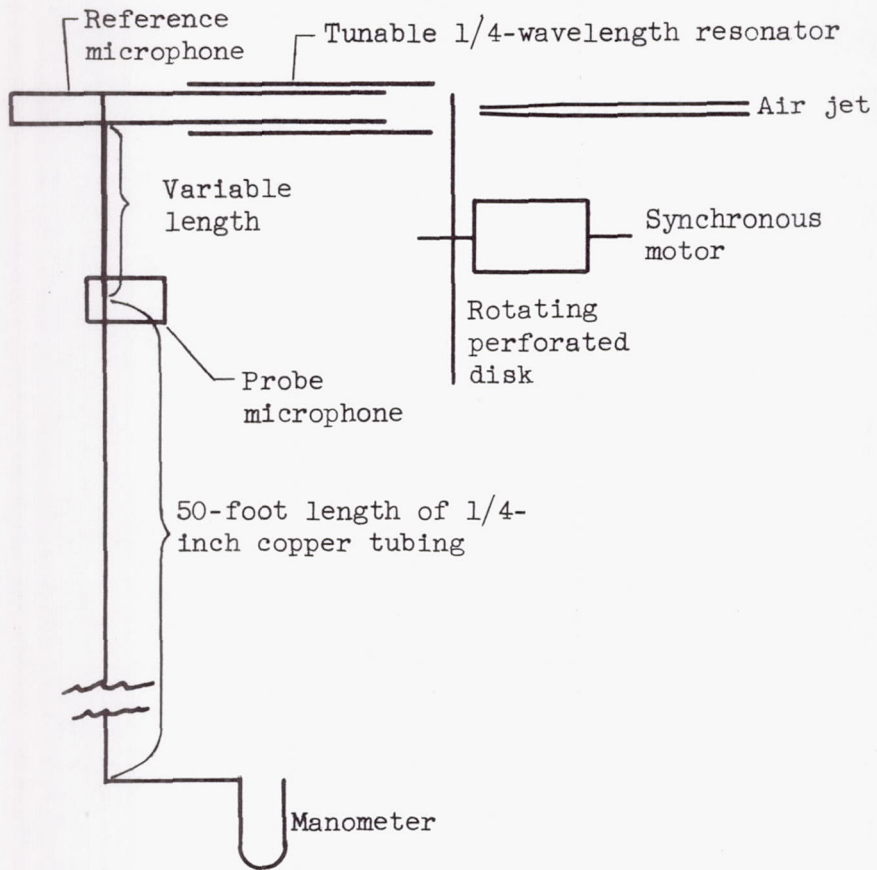 Reference
microphone
Tunable 1/4-wavelength resonator
Air jet
Variable
length
Synchronous
motor
Rotating
perforated
disk
Probe
microphone
50-foot length of 1/4-
inch copper tubing
Manometer